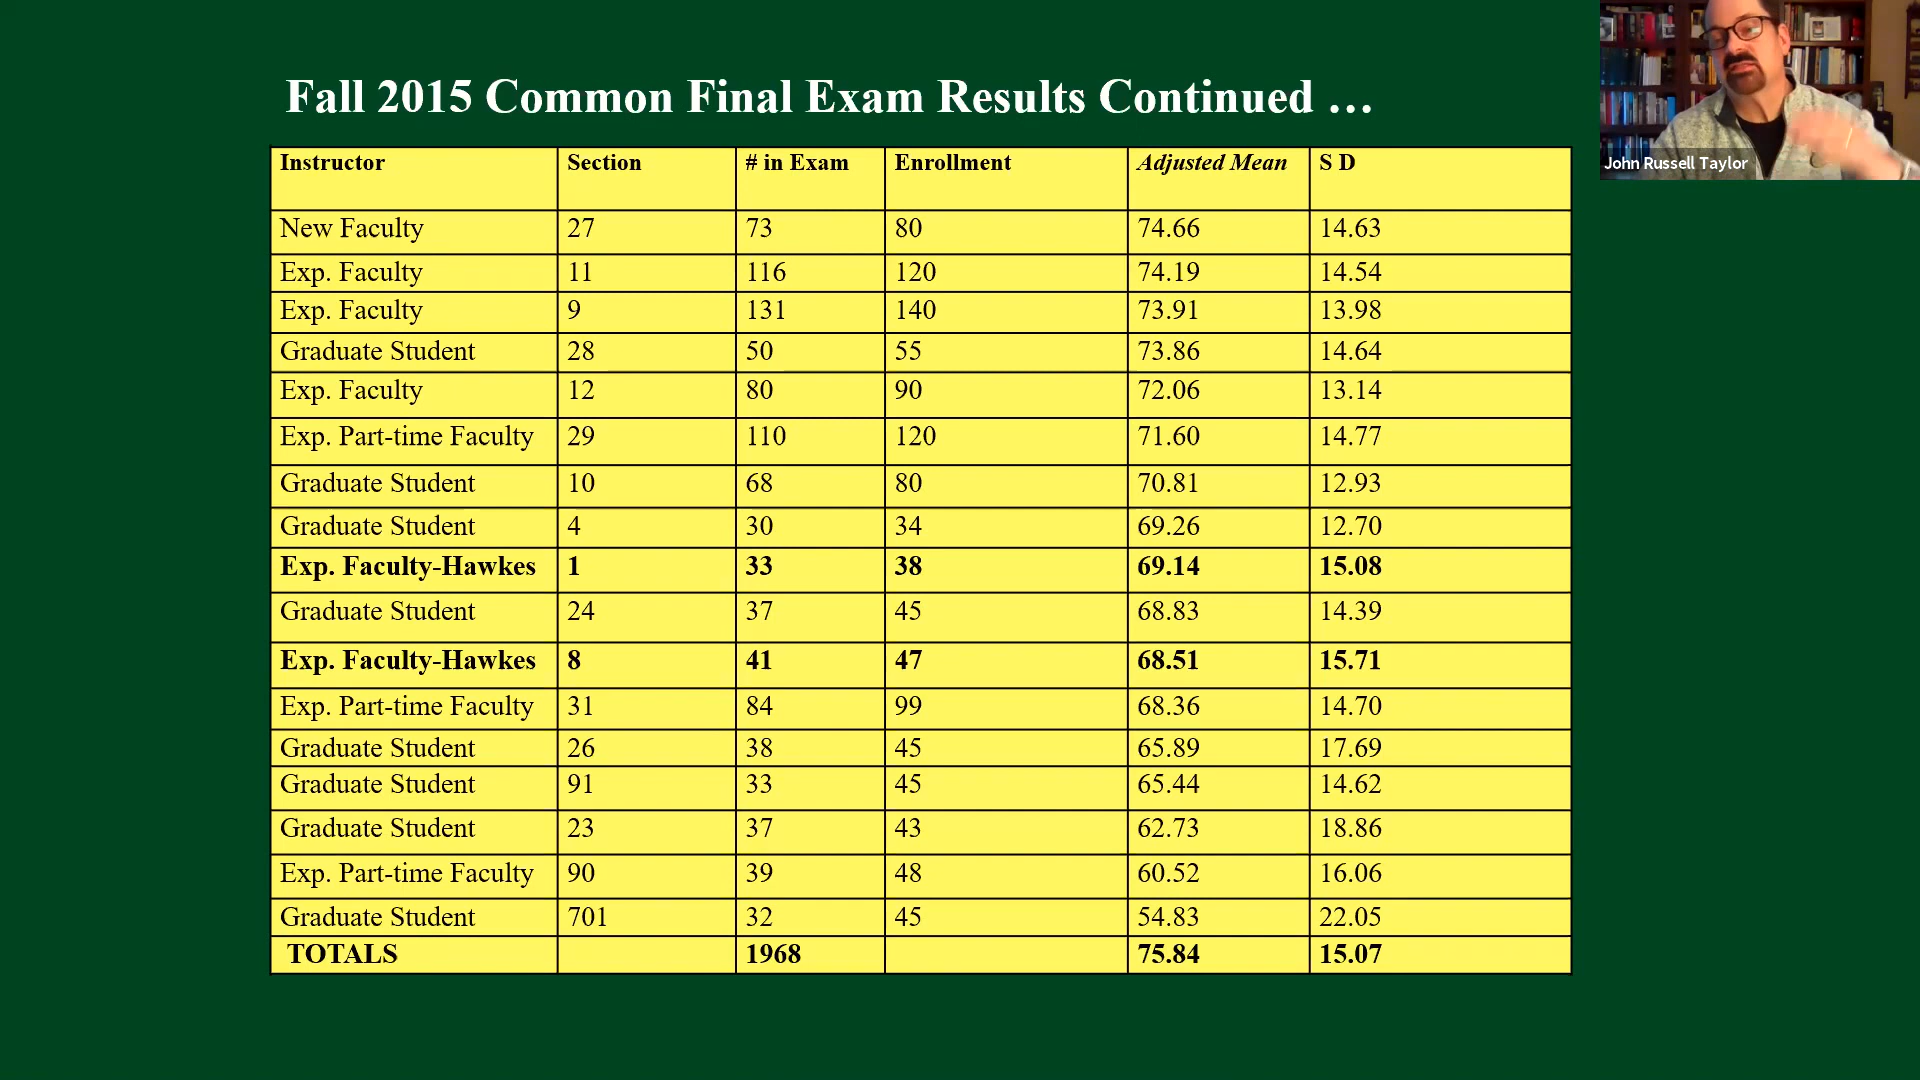 Fall 2015 Common Final Exam Results Continued …
John Russell Taylor
Instructor Section # in Exam Enrollment Adjusted Mean S D
New Faculty 27 73 80 74.66 14.63
Exp. Faculty 11 116 120 74.19 14.54
Exp. Faculty 9 131 140 73.91 13.98
Graduate Student 28 50 55 73.86 14.64
Exp. Faculty 12 80 90 72.06 13.14
Exp. Part-time Faculty 29 110 120 71.60 14.77
Graduate Student 10 68 80 70.81 12.93
Graduate Student 4 30 34 69.26 12.70
Exp. Faculty-Hawkes 1 33 38 69.14 15.08
Graduate Student 24 37 45 68.83 14.39
Exp. Faculty-Hawkes 8 41 47 68.51 15.71
Exp. Part-time Faculty 31 84 99 68.36 14.70
Graduate Student 26 38 45 65.89 17.69
Graduate Student 91 33 45 65.44 14.62
Graduate Student 23 37 43 62.73 18.86
Exp. Part-time Faculty 90 39 48 60.52 16.06
Graduate Student 701 32 45 54.83 22.05
TOTALS 1968 75.84 15.07